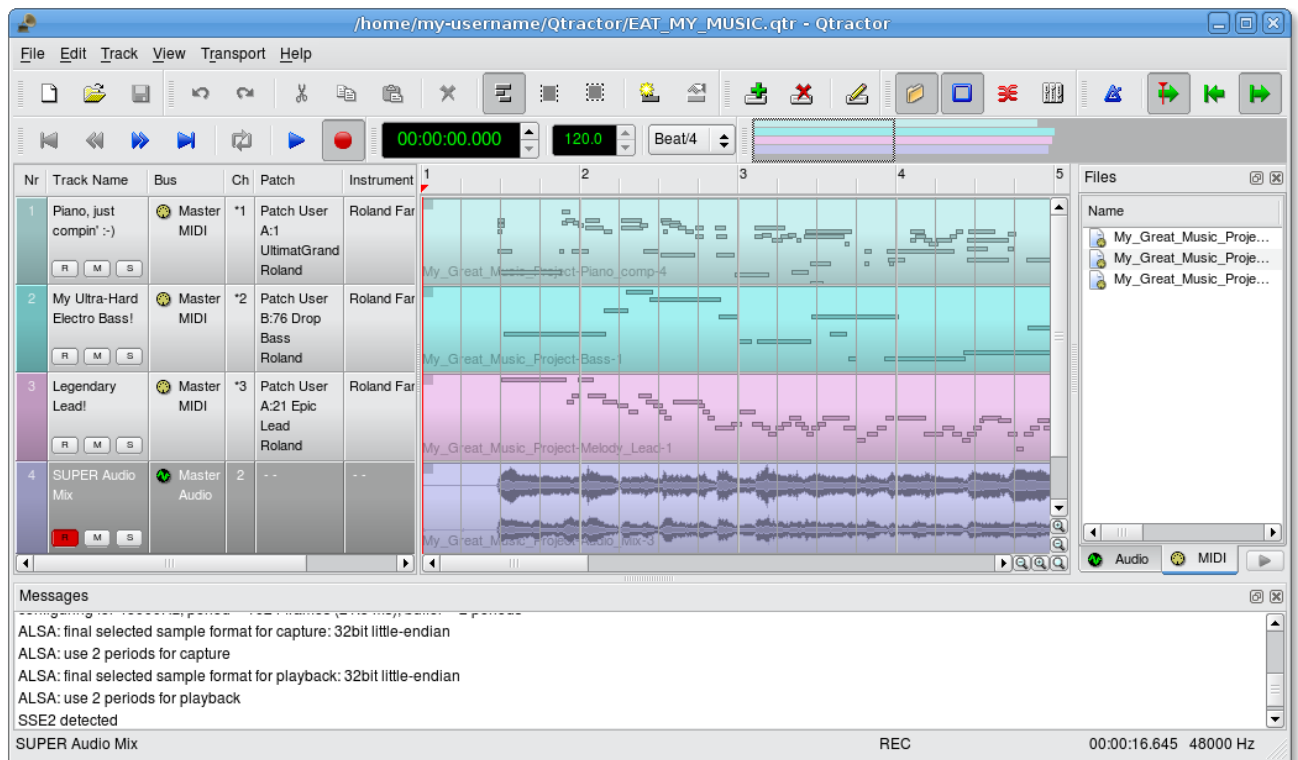 /home/my-username/Qtractor/EAT_MY_MUSIC.qtr - Qtractor
File Edit Track View Transport Help
00:00:00.000 120.0 Beat/4
Nr Track Name Bus Ch Patch Instrument 1 2 3 4 5
Files
Name
My_Great_Music_Proje...
My_Great_Music_Proje...
My_Great_Music_Proje...
1 Piano, just Master *1 Patch User Roland Far
compin' :-) MIDI A:1
UltimatGrand
R M S Roland
My_Great_Music_Project-Piano_comp-4
2 My Ultra-Hard Master *2 Patch User Roland Far
Electro Bass! MIDI B:76 Drop
Bass
R M S Roland
My_Great_Music_Project-Bass-1
3 Legendary Master *3 Patch User Roland Far
Lead! MIDI A:21 Epic
Lead
R M S Roland
My_Great_Music_Project-Melody_Lead-1
4 SUPER Audio Master 2 - - - -
Mix Audio
R M S
My_Great_Music_Project-Audio_Mix-3
Audio MIDI
Messages
ALSA: final selected sample format for capture: 32bit little-endian
ALSA: use 2 periods for capture
ALSA: final selected sample format for playback: 32bit little-endian
ALSA: use 2 periods for playback
SSE2 detected
SUPER Audio Mix REC 00:00:16.645 48000 Hz